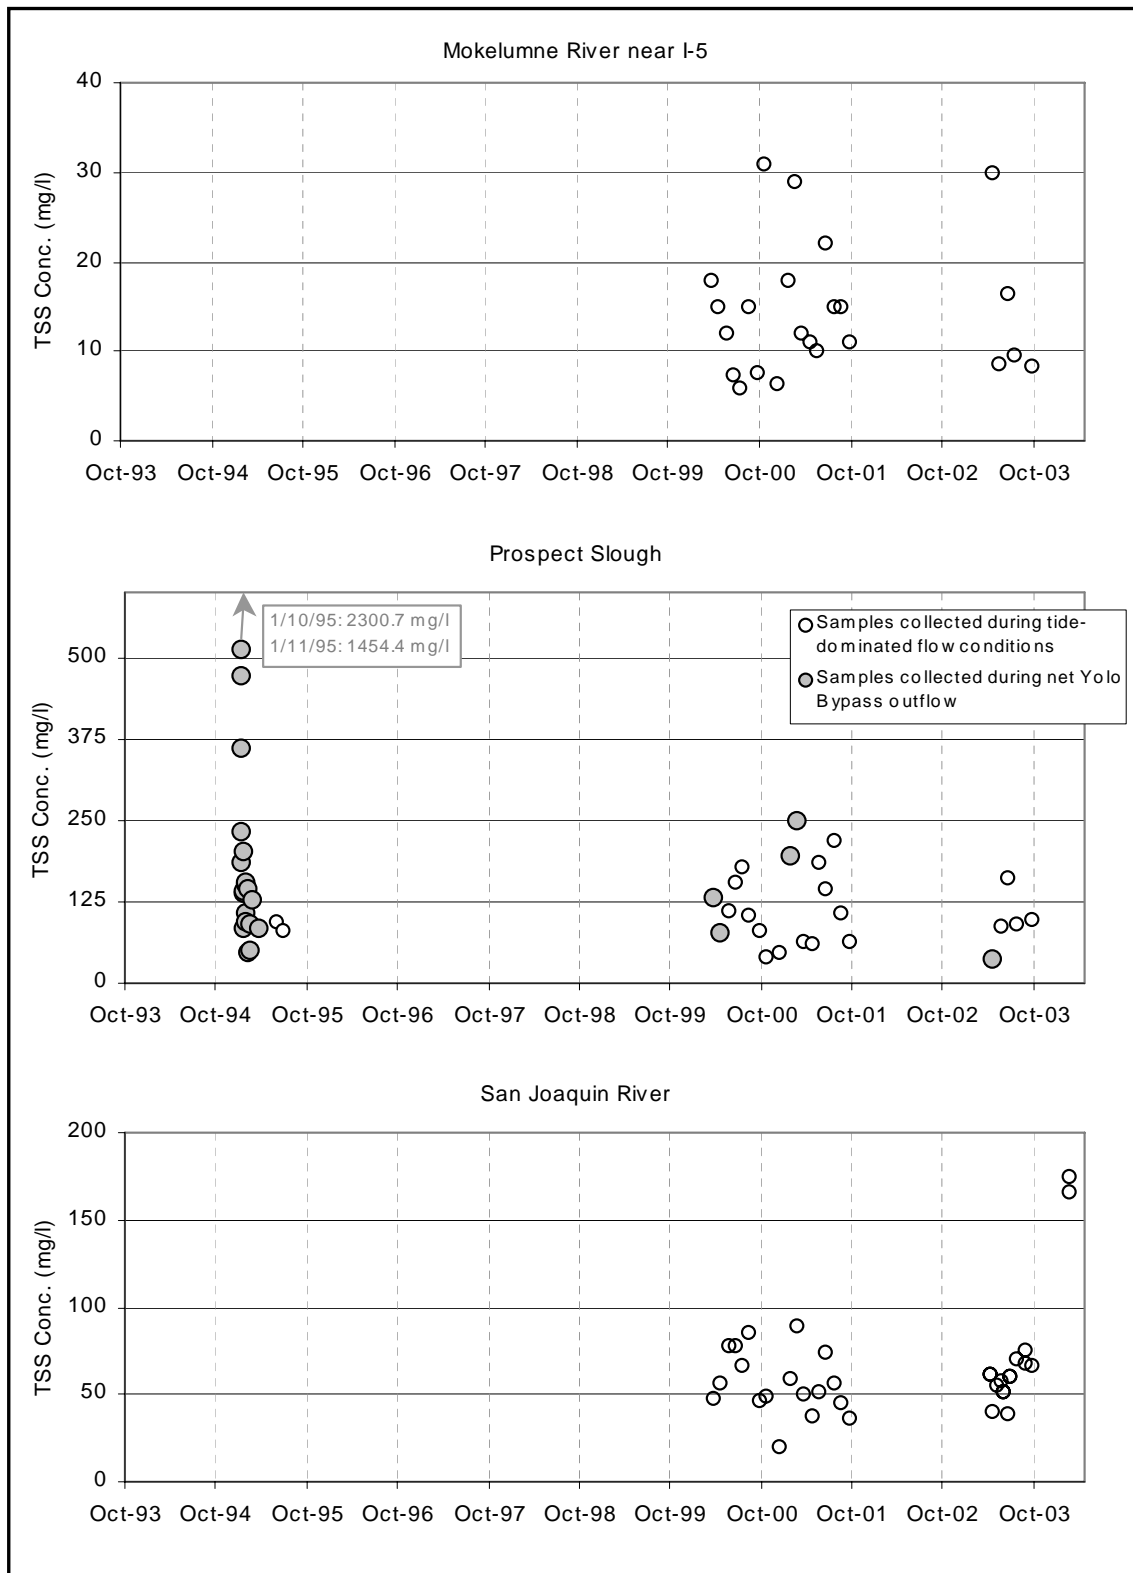 Mokelumne River near I-5
TSS Conc. (mg/l)
40
30
20
10
0
Oct-93 Oct-94 Oct-95 Oct-96 Oct-97 Oct-98 Oct-99 Oct-00 Oct-01 Oct-02 Oct-03
Prospect Slough
TSS Conc. (mg/l)
1/10/95: 2300.7 mg/l
1/11/95: 1454.4 mg/l
Samples collected during tide-
dominated flow conditions
Samples collected during net Yolo
Bypass outflow
500
375
250
125
0
Oct-93 Oct-94 Oct-95 Oct-96 Oct-97 Oct-98 Oct-99 Oct-00 Oct-01 Oct-02 Oct-03
San Joaquin River
TSS Conc. (mg/l)
200
150
100
50
0
Oct-93 Oct-94 Oct-95 Oct-96 Oct-97 Oct-98 Oct-99 Oct-00 Oct-01 Oct-02 Oct-03